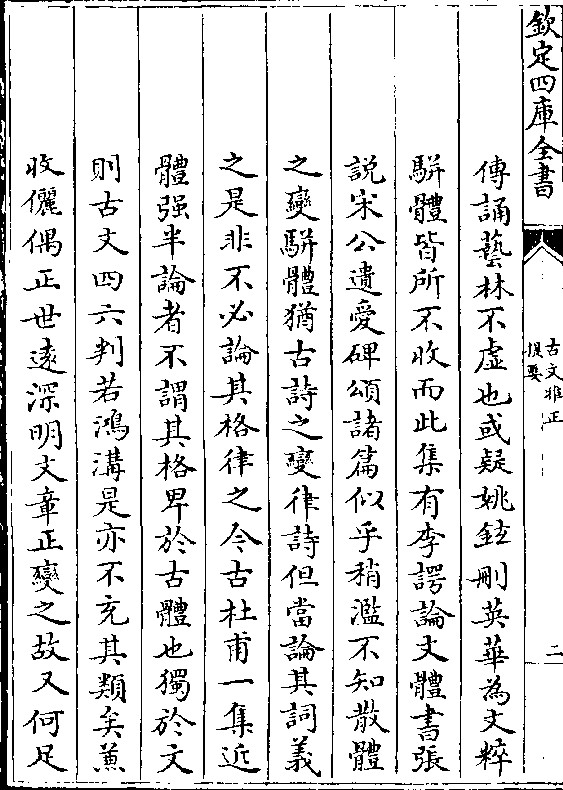 欽定四庫全書
古文雅正
提要
二
傳誦藝林不虛也或疑姚鉉刪英華為文粹
駢體皆所不收而此集有李諤論文體書張
說宋公遺愛碑頌諸篇似乎稍濫不知散體
之變駢體猶古詩之變律詩但當論其詞義
之是非不必論其格律之今古杜甫一集近
體强半論者不謂其格卑於古體也獨於文
則古文四六判若鴻溝是亦不充其類矣兼
收儷偶正世遠深明文章正變之故又何足